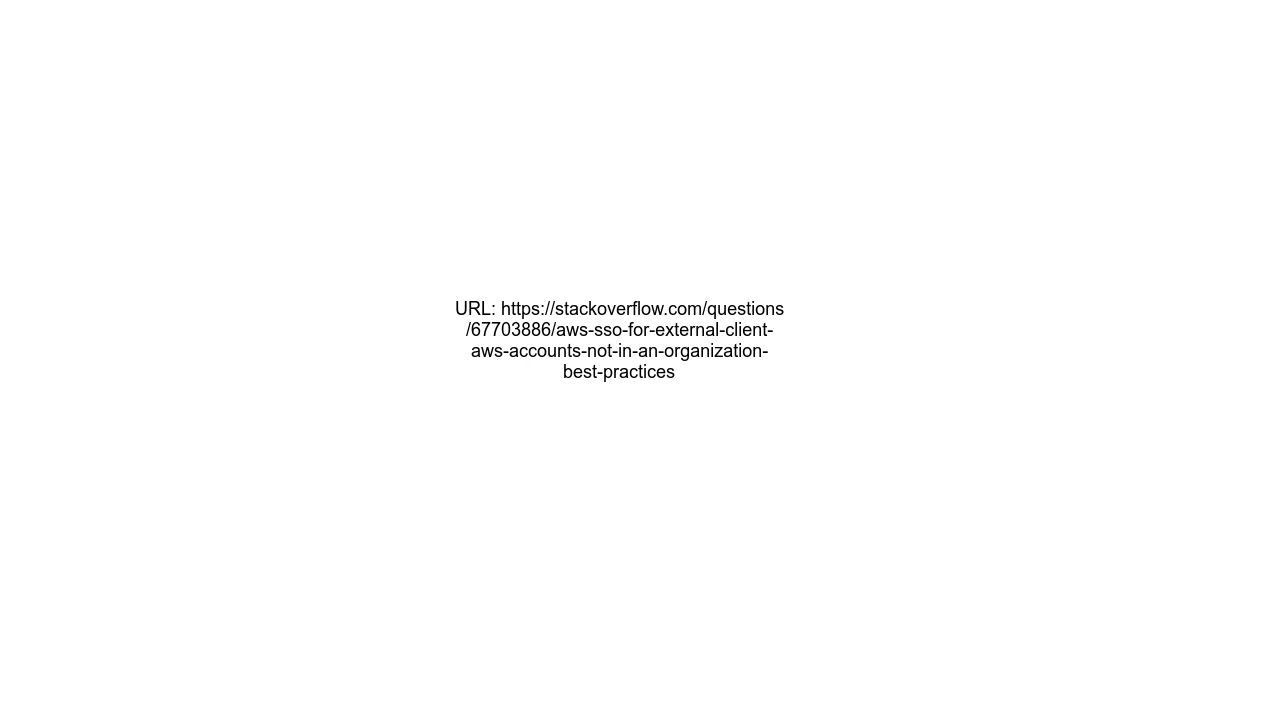 URL: https://stackoverflow.com/questions
/67703886/aws-sso-for-external-client-
aws-accounts-not-in-an-organization-
best-practices